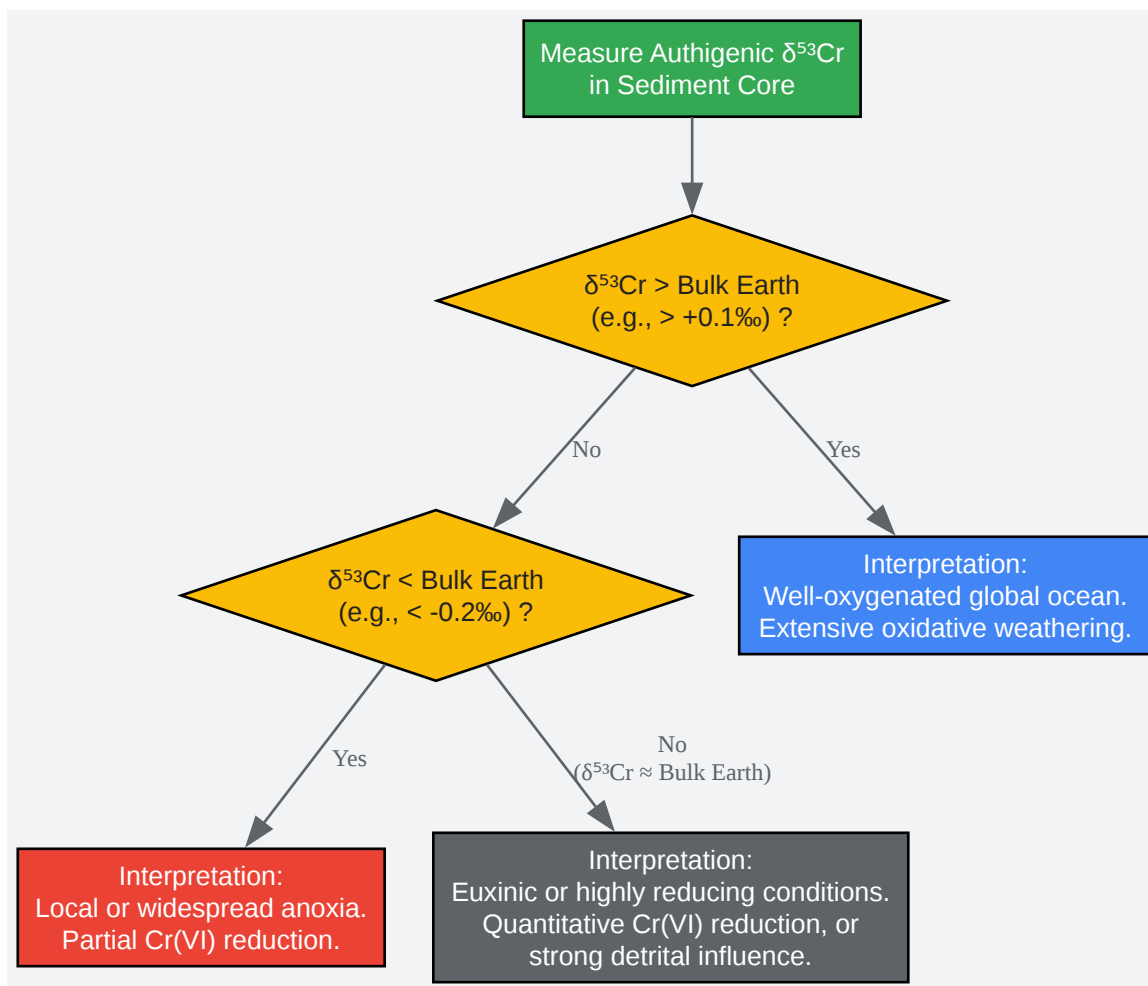 Measure Authigenic δ⁵³Cr
in Sediment Core
δ⁵³Cr > Bulk Earth
(e.g., > +0.1‰) ?
No
Yes
δ⁵³Cr < Bulk Earth
(e.g., < -0.2‰) ?
Interpretation:
Well-oxygenated global ocean.
Extensive oxidative weathering.
Yes
No
(δ⁵³Cr ≈ Bulk Earth)
Interpretation:
Local or widespread anoxia.
Partial Cr(VI) reduction.
Interpretation:
Euxinic or highly reducing conditions.
Quantitative Cr(VI) reduction, or
strong detrital influence.